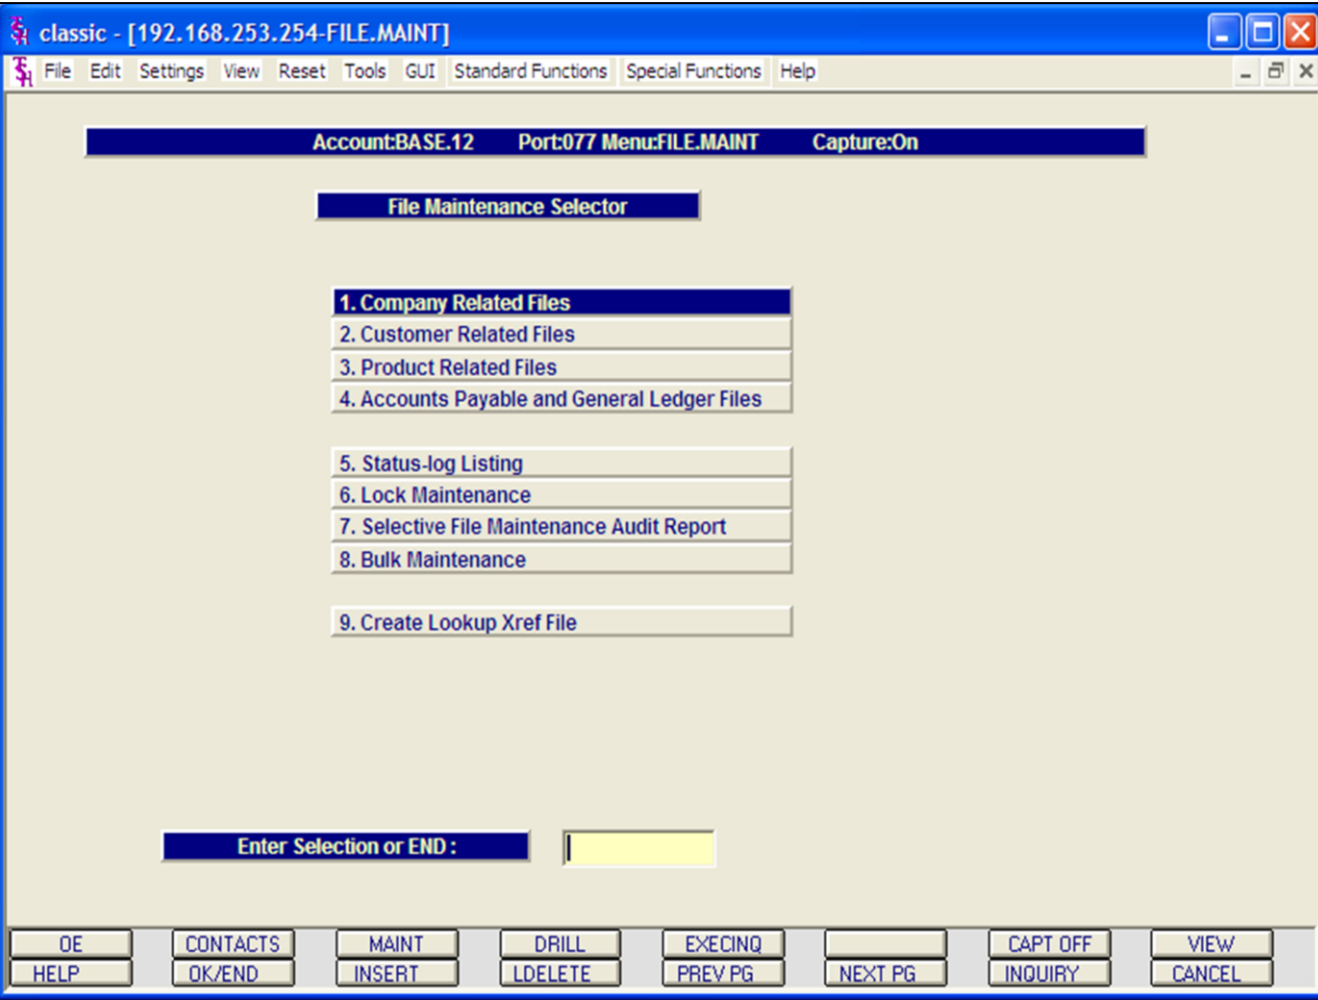 classic - [192.168.253.254-FILE.MAINT]
File Edit Settings View Reset Tools GUI Standard Functions Special Functions Help
Account:BASE.12 Port:077 Menu:FILE.MAINT Capture:On
File Maintenance Selector
1. Company Related Files
2. Customer Related Files
3. Product Related Files
4. Accounts Payable and General Ledger Files
5. Status-log Listing
6. Lock Maintenance
7. Selective File Maintenance Audit Report
8. Bulk Maintenance
9. Create Lookup Xref File
Enter Selection or END :
OE CONTACTS MAINT DRILL EXECINQ CAPT OFF VIEW
HELP OK/END INSERT LDELETE PREV PG NEXT PG INQUIRY CANCEL